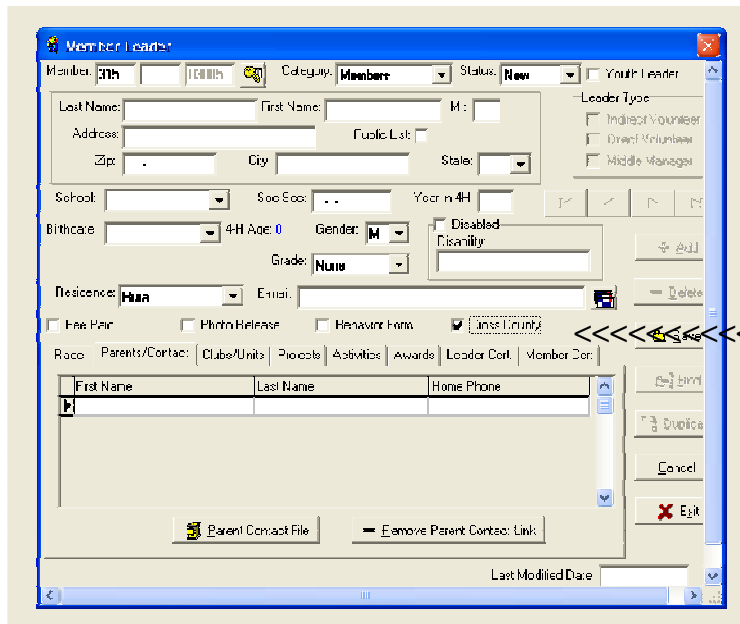 Member Leader
Member: 315 Category: Members Status: New Youth Leader
Leader Type
Last Name: First Name: M.I.: Indirect Volunteer
Address: Public List: Direct Volunteer
Zip: - City State: Middle Manager
School: Soc Sec: - - Year in 4H
Birthdate 4-H Age: 0 Gender: M Disabled
Disability:
Add
Grade: None
Residence: Rural E-mail: Delete
Fee Paid Photo Release Behavior Form Cross County <<<<<<<<
Save
Race Parents/Contact Clubs/Units Projects Activities Awards Leader Cert. Member Cer.
First Name Last Name Home Phone
Find
Duplica
Cancel
Exit
Parent Contact File Remove Parent Contact Link
Last Modified Date